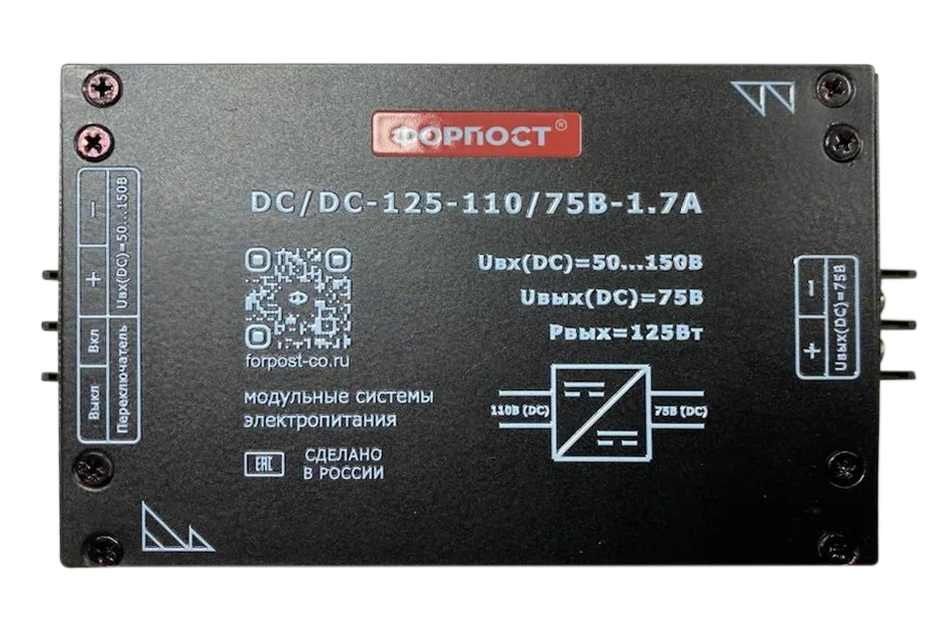 ФОРПОСТ®
DC/DC-125-110/75В-1.7А
Uвх(DC)=50...150В
Uвых(DC)=75В
Pвых=125Вт
forpost-co.ru
модульные системы
электропитания
EAC
СДЕЛАНО
В РОССИИ
110В (DC)
75В (DC)
Выкл Вкл + −
Переключатель Uвх(DC)=50...150В
+ −
Uвых(DC)=75В